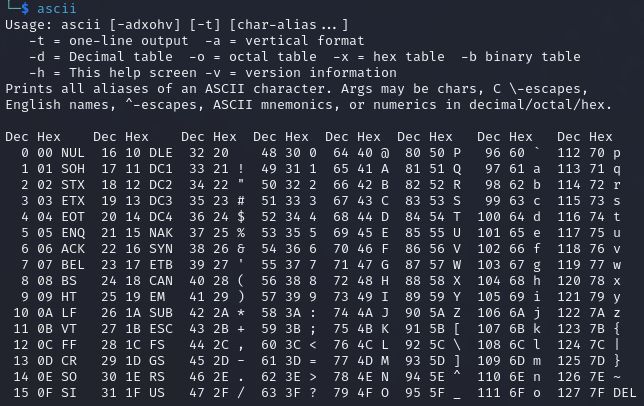 └─$ ascii
Usage: ascii [-adxohv] [-t] [char-alias...]
   -t = one-line output  -a = vertical format
   -d = Decimal table  -o = octal table  -x = hex table  -b binary table
   -h = This help screen -v = version information
Prints all aliases of an ASCII character. Args may be chars, C \-escapes,
English names, ^-escapes, ASCII mnemonics, or numerics in decimal/octal/hex.

Dec Hex    Dec Hex    Dec Hex  Dec Hex  Dec Hex  Dec Hex   Dec Hex   Dec Hex
  0 00 NUL  16 10 DLE  32 20    48 30 0  64 40 @  80 50 P   96 60 `  112 70 p
  1 01 SOH  17 11 DC1  33 21 !  49 31 1  65 41 A  81 51 Q   97 61 a  113 71 q
  2 02 STX  18 12 DC2  34 22 "  50 32 2  66 42 B  82 52 R   98 62 b  114 72 r
  3 03 ETX  19 13 DC3  35 23 #  51 33 3  67 43 C  83 53 S   99 63 c  115 73 s
  4 04 EOT  20 14 DC4  36 24 $  52 34 4  68 44 D  84 54 T  100 64 d  116 74 t
  5 05 ENQ  21 15 NAK  37 25 %  53 35 5  69 45 E  85 55 U  101 65 e  117 75 u
  6 06 ACK  22 16 SYN  38 26 &  54 36 6  70 46 F  86 56 V  102 66 f  118 76 v
  7 07 BEL  23 17 ETB  39 27 '  55 37 7  71 47 G  87 57 W  103 67 g  119 77 w
  8 08 BS   24 18 CAN  40 28 (  56 38 8  72 48 H  88 58 X  104 68 h  120 78 x
  9 09 HT   25 19 EM   41 29 )  57 39 9  73 49 I  89 59 Y  105 69 i  121 79 y
 10 0A LF   26 1A SUB  42 2A *  58 3A :  74 4A J  90 5A Z  106 6A j  122 7A z
 11 0B VT   27 1B ESC  43 2B +  59 3B ;  75 4B K  91 5B [  107 6B k  123 7B {
 12 0C FF   28 1C FS   44 2C ,  60 3C <  76 4C L  92 5C \  108 6C l  124 7C |
 13 0D CR   29 1D GS   45 2D -  61 3D =  77 4D M  93 5D ]  109 6D m  125 7D }
 14 0E SO   30 1E RS   46 2E .  62 3E >  78 4E N  94 5E ^  110 6E n  126 7E ~
 15 0F SI   31 1F US   47 2F /  63 3F ?  79 4F O  95 5F _  111 6F o  127 7F DEL